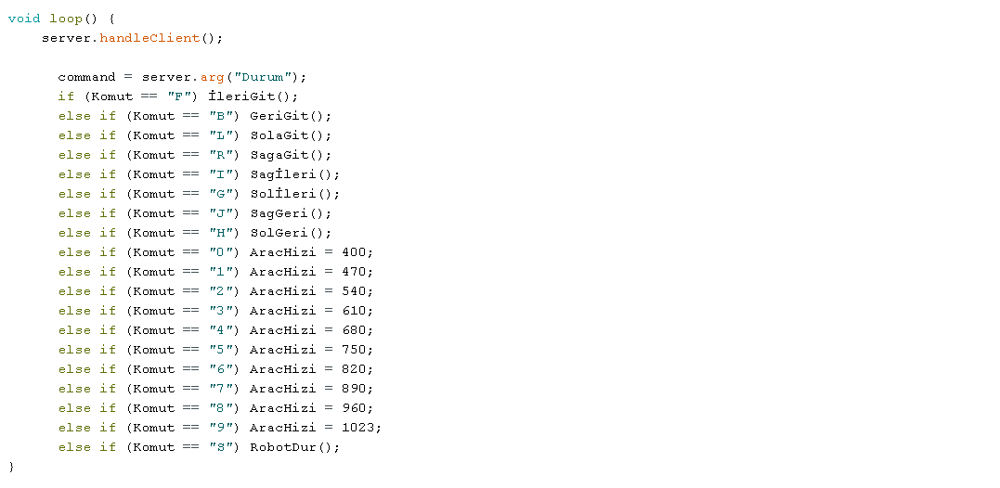 void loop() {
server.handleClient();
command = server.arg("Durum");
if (Komut == "F") İleriGit();
else if (Komut == "B") GeriGit();
else if (Komut == "L") SolaGit();
else if (Komut == "R") SagaGit();
else if (Komut == "I") Sagİleri();
else if (Komut == "G") Solİleri();
else if (Komut == "J") SagGeri();
else if (Komut == "H") SolGeri();
else if (Komut == "0") AracHizi = 400;
else if (Komut == "1") AracHizi = 470;
else if (Komut == "2") AracHizi = 540;
else if (Komut == "3") AracHizi = 610;
else if (Komut == "4") AracHizi = 680;
else if (Komut == "5") AracHizi = 750;
else if (Komut == "6") AracHizi = 820;
else if (Komut == "7") AracHizi = 890;
else if (Komut == "8") AracHizi = 960;
else if (Komut == "9") AracHizi = 1023;
else if (Komut == "S") RobotDur();
}